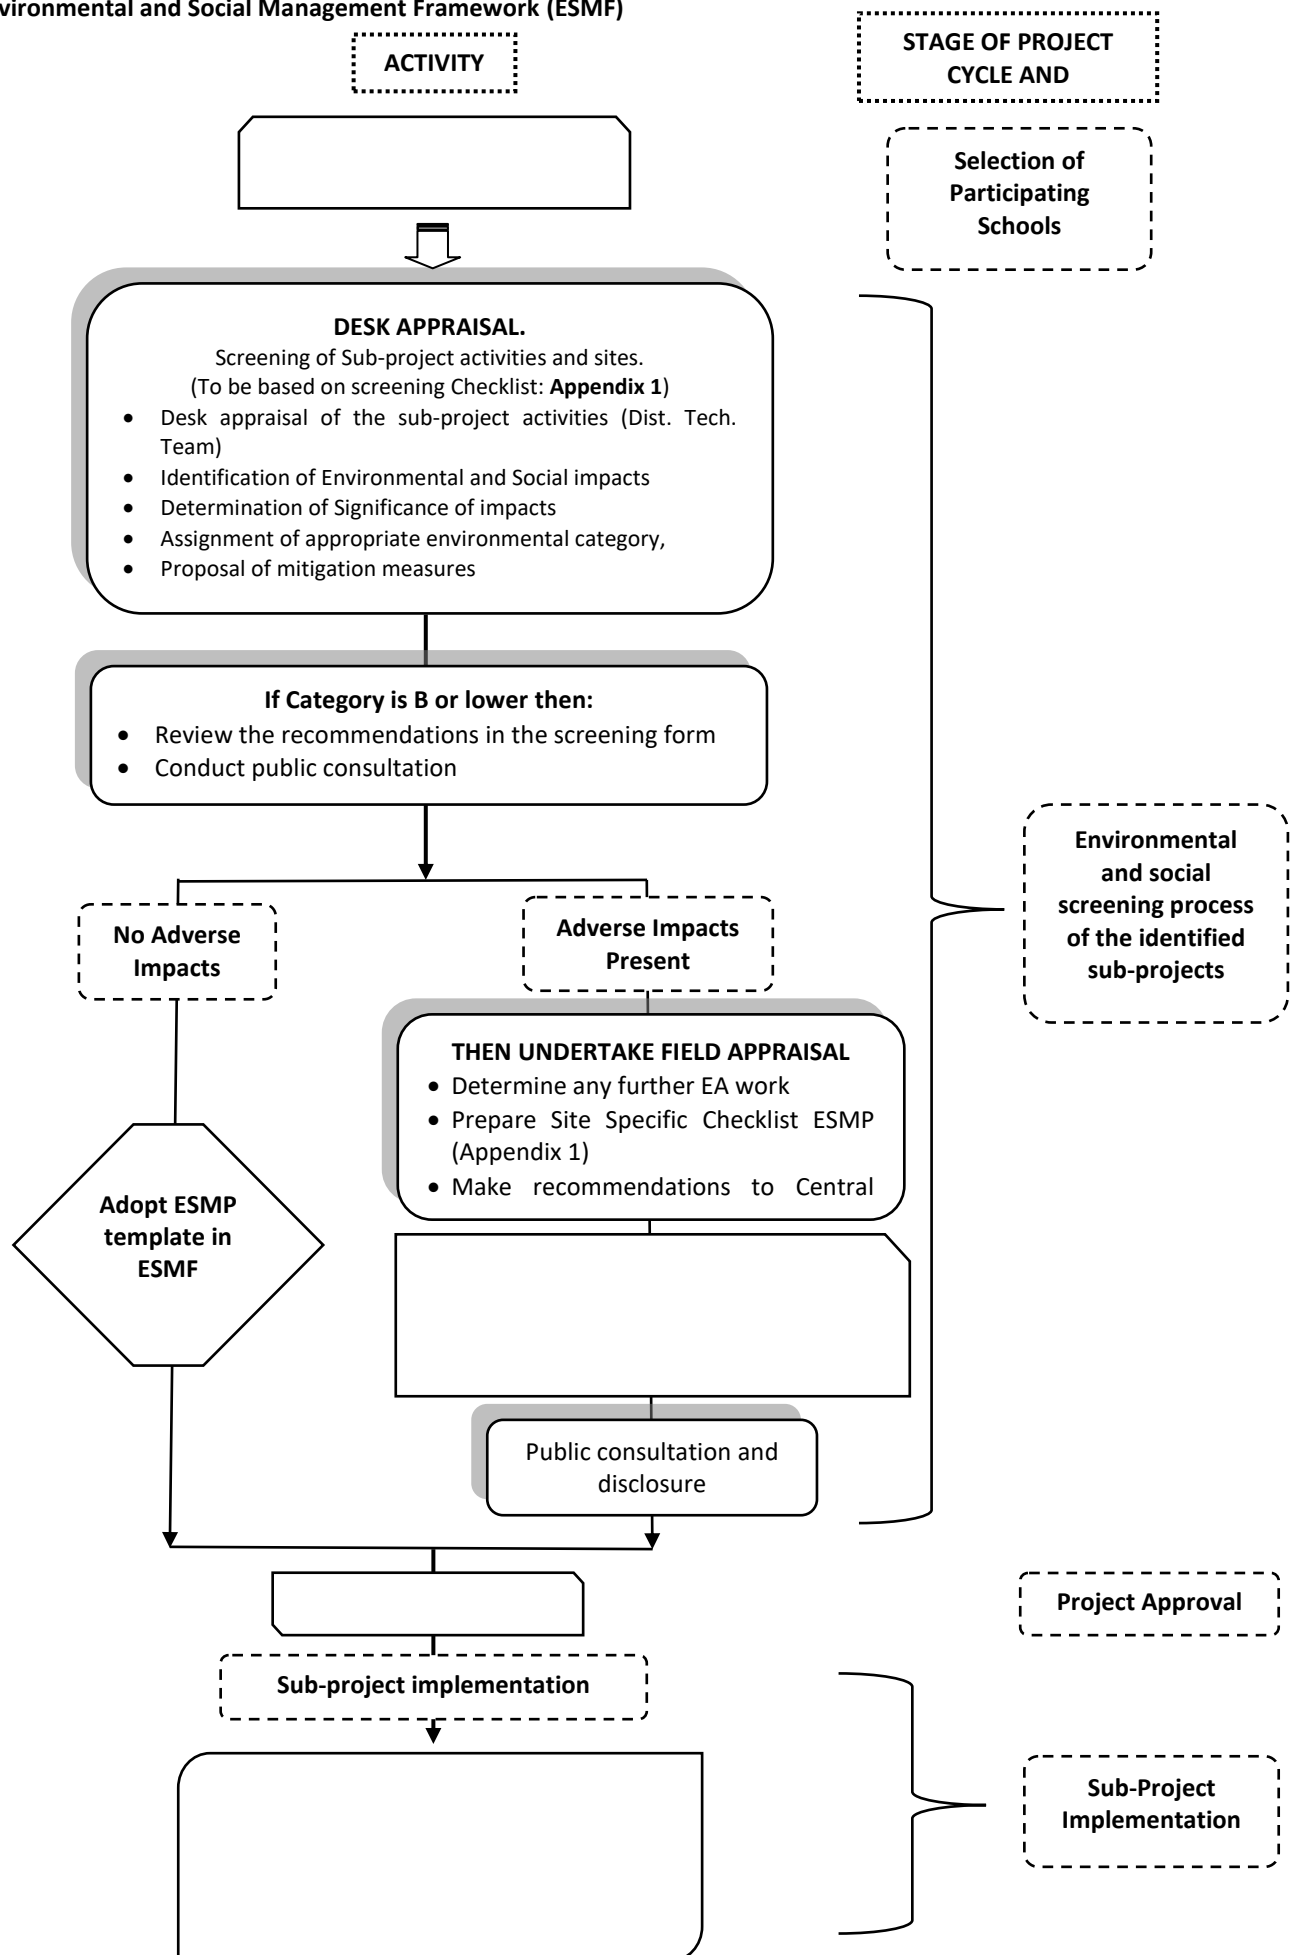 vironmental and Social Management Framework (ESMF)
ACTIVITY
STAGE OF PROJECT
CYCLE AND
Selection of
Participating
Schools
DESK APPRAISAL.
Screening of Sub-project activities and sites.
(To be based on screening Checklist: Appendix 1)
• Desk appraisal of the sub-project activities (Dist. Tech.
Team)
• Identification of Environmental and Social impacts
• Determination of Significance of impacts
• Assignment of appropriate environmental category,
• Proposal of mitigation measures
If Category is B or lower then:
• Review the recommendations in the screening form
• Conduct public consultation
Environmental
and social
screening process
of the identified
sub-projects
No Adverse
Impacts
Adverse Impacts
Present
THEN UNDERTAKE FIELD APPRAISAL
• Determine any further EA work
• Prepare Site Specific Checklist ESMP
(Appendix 1)
• Make recommendations to Central
Adopt ESMP
template in
ESMF
Public consultation and
disclosure
Project Approval
Sub-project implementation
Sub-Project
Implementation